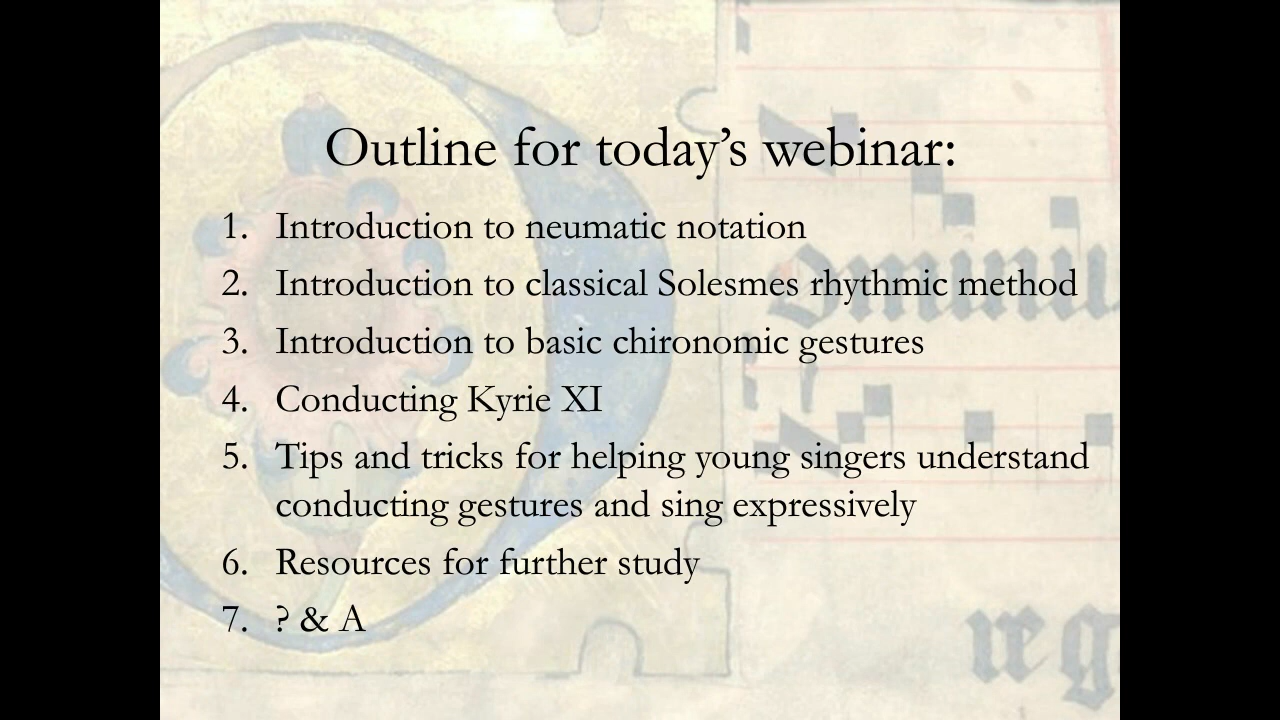 Outline for today's webinar:
1. Introduction to neumatic notation
2. Introduction to classical Solesmes rhythmic method
3. Introduction to basic chironomic gestures
4. Conducting Kyrie XI
5. Tips and tricks for helping young singers understand
conducting gestures and sing expressively
6. Resources for further study
7. ? & A